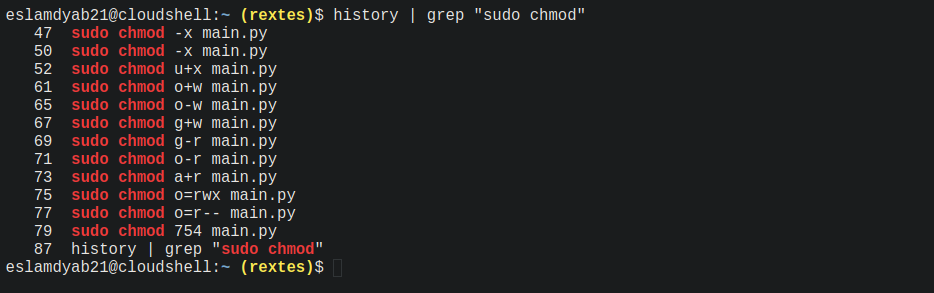 eslamdyab21@cloudshell:~ (rextes)$ history | grep "sudo chmod"
47 sudo chmod -x main.py
50 sudo chmod -x main.py
52 sudo chmod u+x main.py
61 sudo chmod o+w main.py
65 sudo chmod o-w main.py
67 sudo chmod g+w main.py
69 sudo chmod g-r main.py
71 sudo chmod o-r main.py
73 sudo chmod a+r main.py
75 sudo chmod o=rwx main.py
77 sudo chmod o=r-- main.py
79 sudo chmod 754 main.py
87 history | grep "sudo chmod"
eslamdyab21@cloudshell:~ (rextes)$